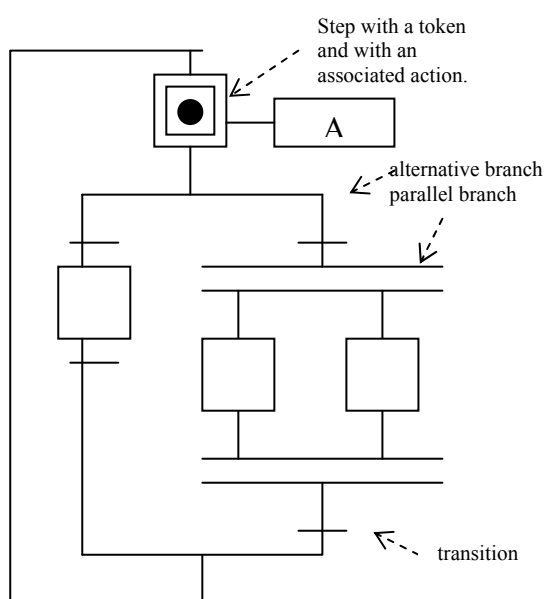 Step with a token
and with an
associated action.
A
alternative branch
parallel branch
transition